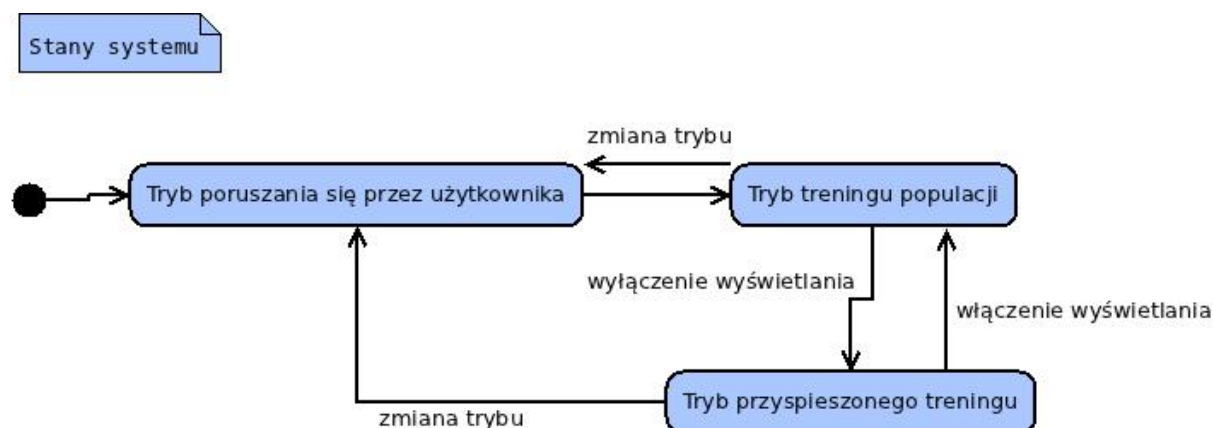 Stany systemu
zmiana trybu
Tryb poruszania się przez użytkownika
Tryb treningu populacji
wyłączenie wyświetlania
włączenie wyświetlania
Tryb przyspieszonego treningu
zmiana trybu